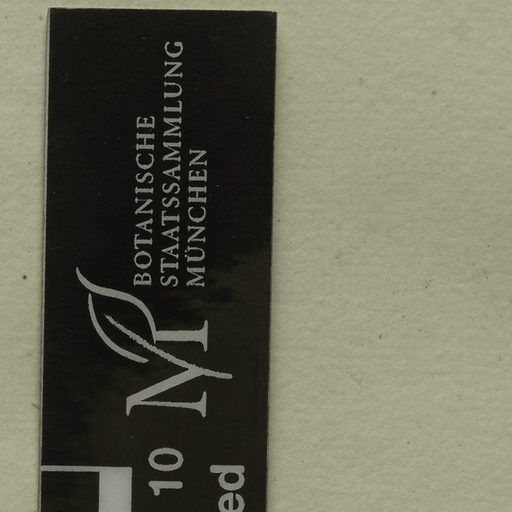 BOTANISCHE
STAATSSAMMLUNG
MÜNCHEN
M
10
ed